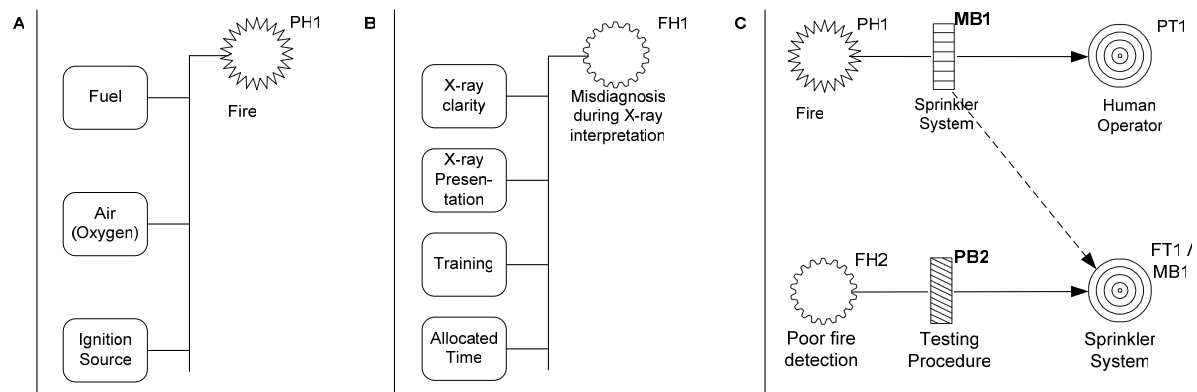 A
PH1
Fuel
Fire
Air
(Oxygen)
Ignition
Source
B
FH1
X-ray
clarity
Misdiagnosis
during X-ray
interpretation
X-ray
Presen-
tation
Training
Allocated
Time
C
PH1
MB1
PT1
Fire
Sprinkler
System
Human
Operator
FH2
PB2
FT1 /
MB1
Poor fire
detection
Testing
Procedure
Sprinkler
System